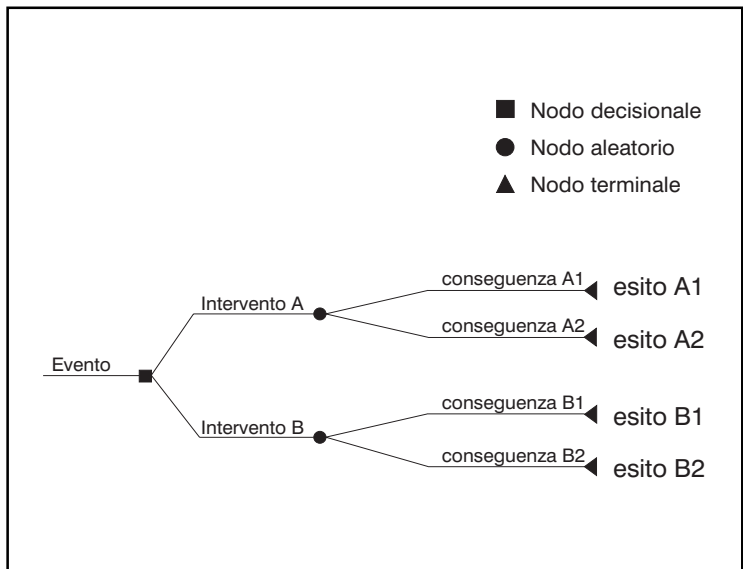 Nodo decisionale
Nodo aleatorio
Nodo terminale
conseguenza A1
esito A1
Intervento A
conseguenza A2
esito A2
Evento
conseguenza B1
esito B1
Intervento B
conseguenza B2
esito B2